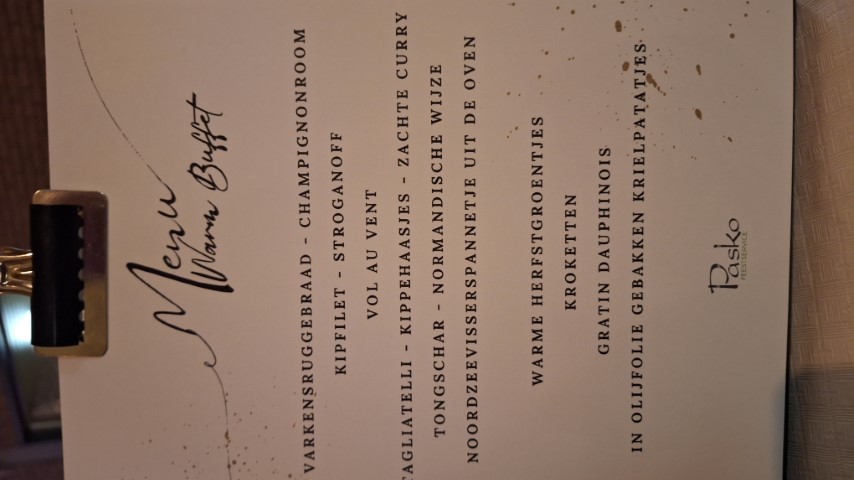 Menu
Warm Buffet
VARKENSRUGGEBRAAD - CHAMPIGNONROOM
KIPFILET - STROGANOFF
VOL AU VENT
TAGLIATELLI - KIPPEHAASJES - ZACHTE CURRY
TONGSCHAR - NORMANDISCHE WIJZE
NOORDZEEVISSERSPANNETJE UIT DE OVEN
WARME HERFSTGROENTJES
KROKETTEN
GRATIN DAUPHINOIS
IN OLIJFOLIE GEBAKKEN KRIELPATATJES
Pasko
FEESTSERVICE